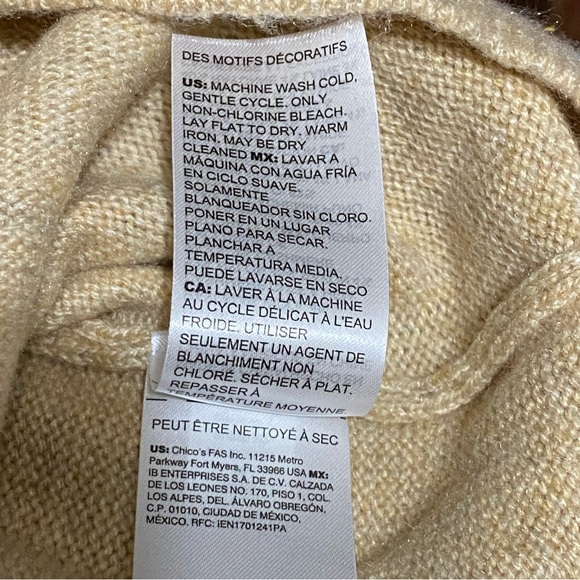 DES MOTIFS DÉCORATIFS
US: MACHINE WASH COLD,
GENTLE CYCLE. ONLY
NON-CHLORINE BLEACH.
LAY FLAT TO DRY. WARM
IRON. MAY BE DRY
CLEANED MX: LAVAR A
MÁQUINA CON AGUA FRÍA
EN CICLO SUAVE.
SOLAMENTE
BLANQUEADOR SIN CLORO.
PONER EN UN LUGAR
PLANO PARA SECAR.
PLANCHAR A
TEMPERATURA MEDIA.
PUEDE LAVARSE EN SECO
CA: LAVER À LA MACHINE
AU CYCLE DÉLICAT À L'EAU
FROIDE. UTILISER
SEULEMENT UN AGENT DE
BLANCHIMENT NON
CHLORÉ. SÉCHER À PLAT.
REPASSER À
TEMPÉRATURE MOYENNE
PEUT ÊTRE NETTOYÉ À SEC
US: Chico's FAS Inc. 11215 Metro
Parkway Fort Myers, FL 33966 USA MX:
IB ENTERPRISES S.A. DE C.V. CALZADA
DE LOS LEONES NO. 170, PISO 1, COL.
LOS ALPES, DEL. ÁLVARO OBREGÓN,
C.P. 01010, CIUDAD DE MÉXICO,
MÉXICO. RFC: IEN1701241PA